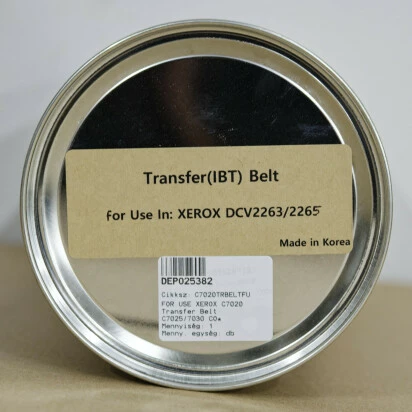 Transfer(IBT) Belt
for Use In: XEROX DCV2263/2265
Made in Korea
DEP025382
Cikksz: C7020TRBELTFU
FOR USE XEROX C7020
Transfer Belt
C7025/7030 CO*
Mennyiség: 1
Menny. egység: db